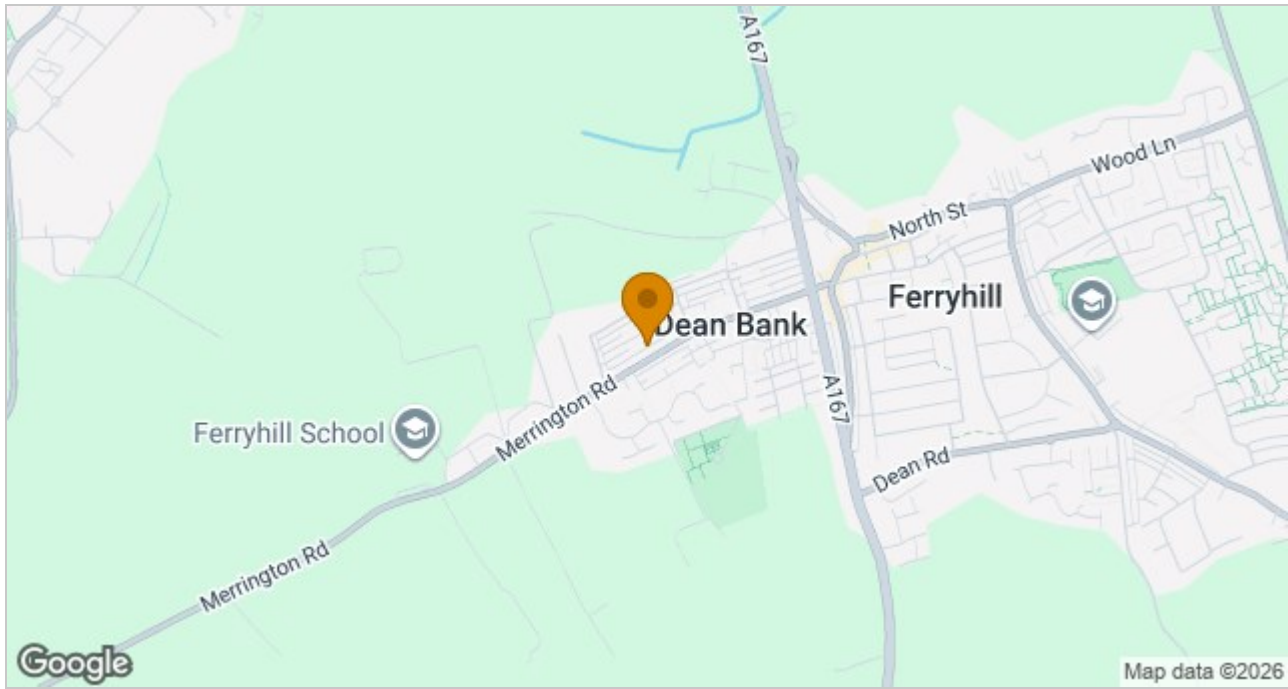 A167
Wood Ln
North St
Ferryhill
Dean Bank
A167
Merrington Rd
Ferryhill School
Dean Rd
Merrington Rd
Google
Map data ©2026